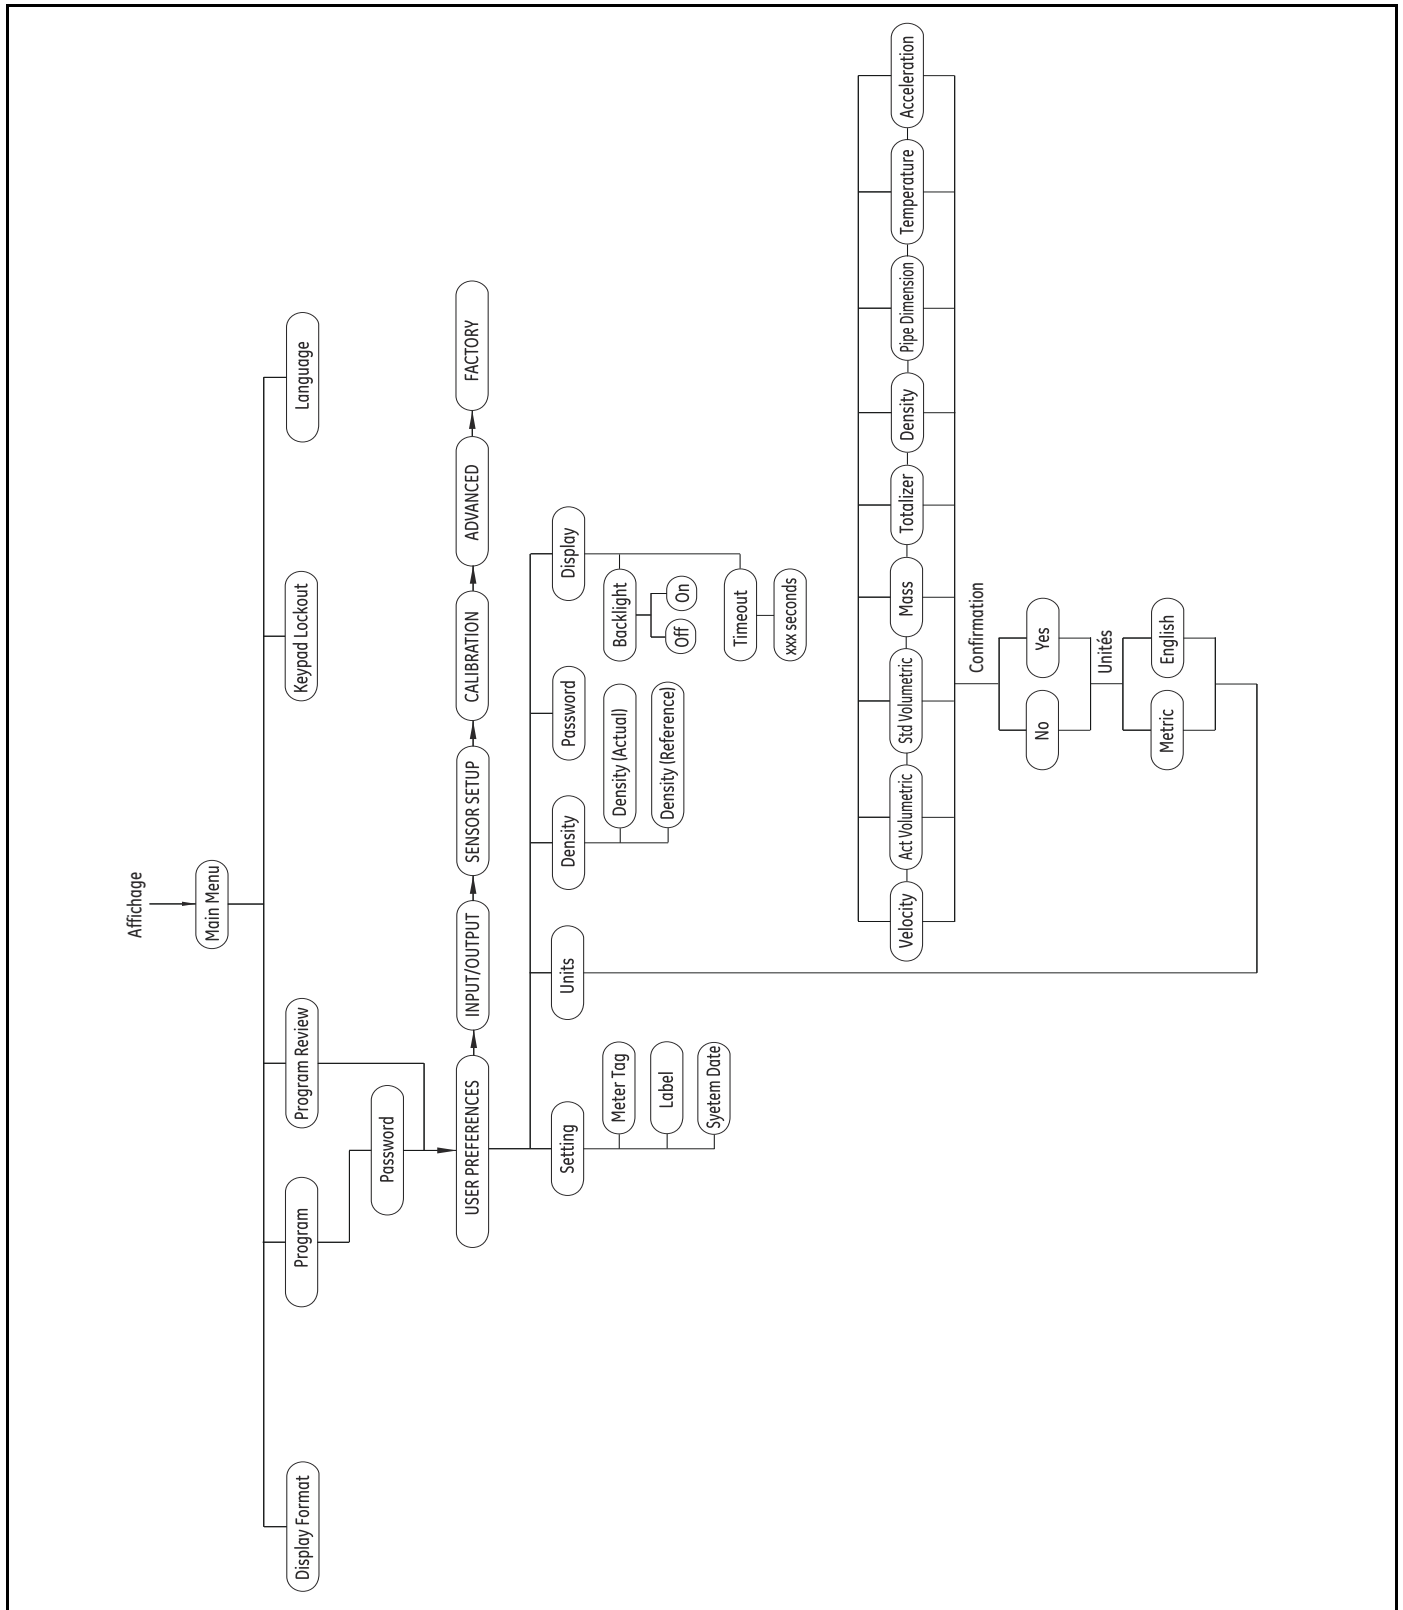 Affichage
Main Menu
Display Format
Program
Program Review
Keypad Lockout
Language
Password
USER PREFERENCES
INPUT/OUTPUT
SENSOR SETUP
CALIBRATION
ADVANCED
FACTORY
Setting
Units
Density
Password
Display
Meter Tag
Label
Syetem Date
Density (Actual)
Density (Reference)
Backlight
Off
On
Timeout
xxx seconds
Velocity
Act Volumetric
Std Volumetric
Mass
Totalizer
Density
Pipe Dimension
Temperature
Acceleration
Confirmation
No
Yes
Unités
Metric
English